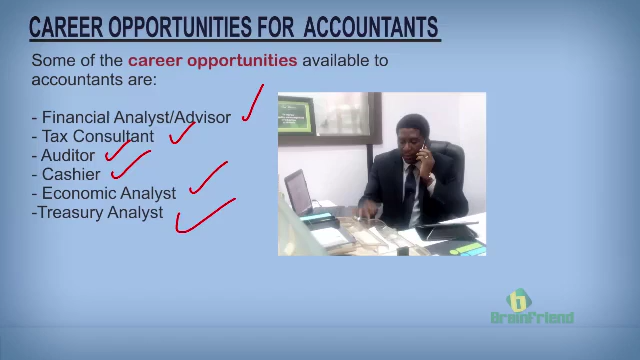 CAREER OPPORTUNITIES FOR ACCOUNTANTS
Some of the career opportunities available to
accountants are:
- Financial Analyst/Advisor
- Tax Consultant
- Auditor
- Cashier
- Economic Analyst
-Treasury Analyst
BrainFriend